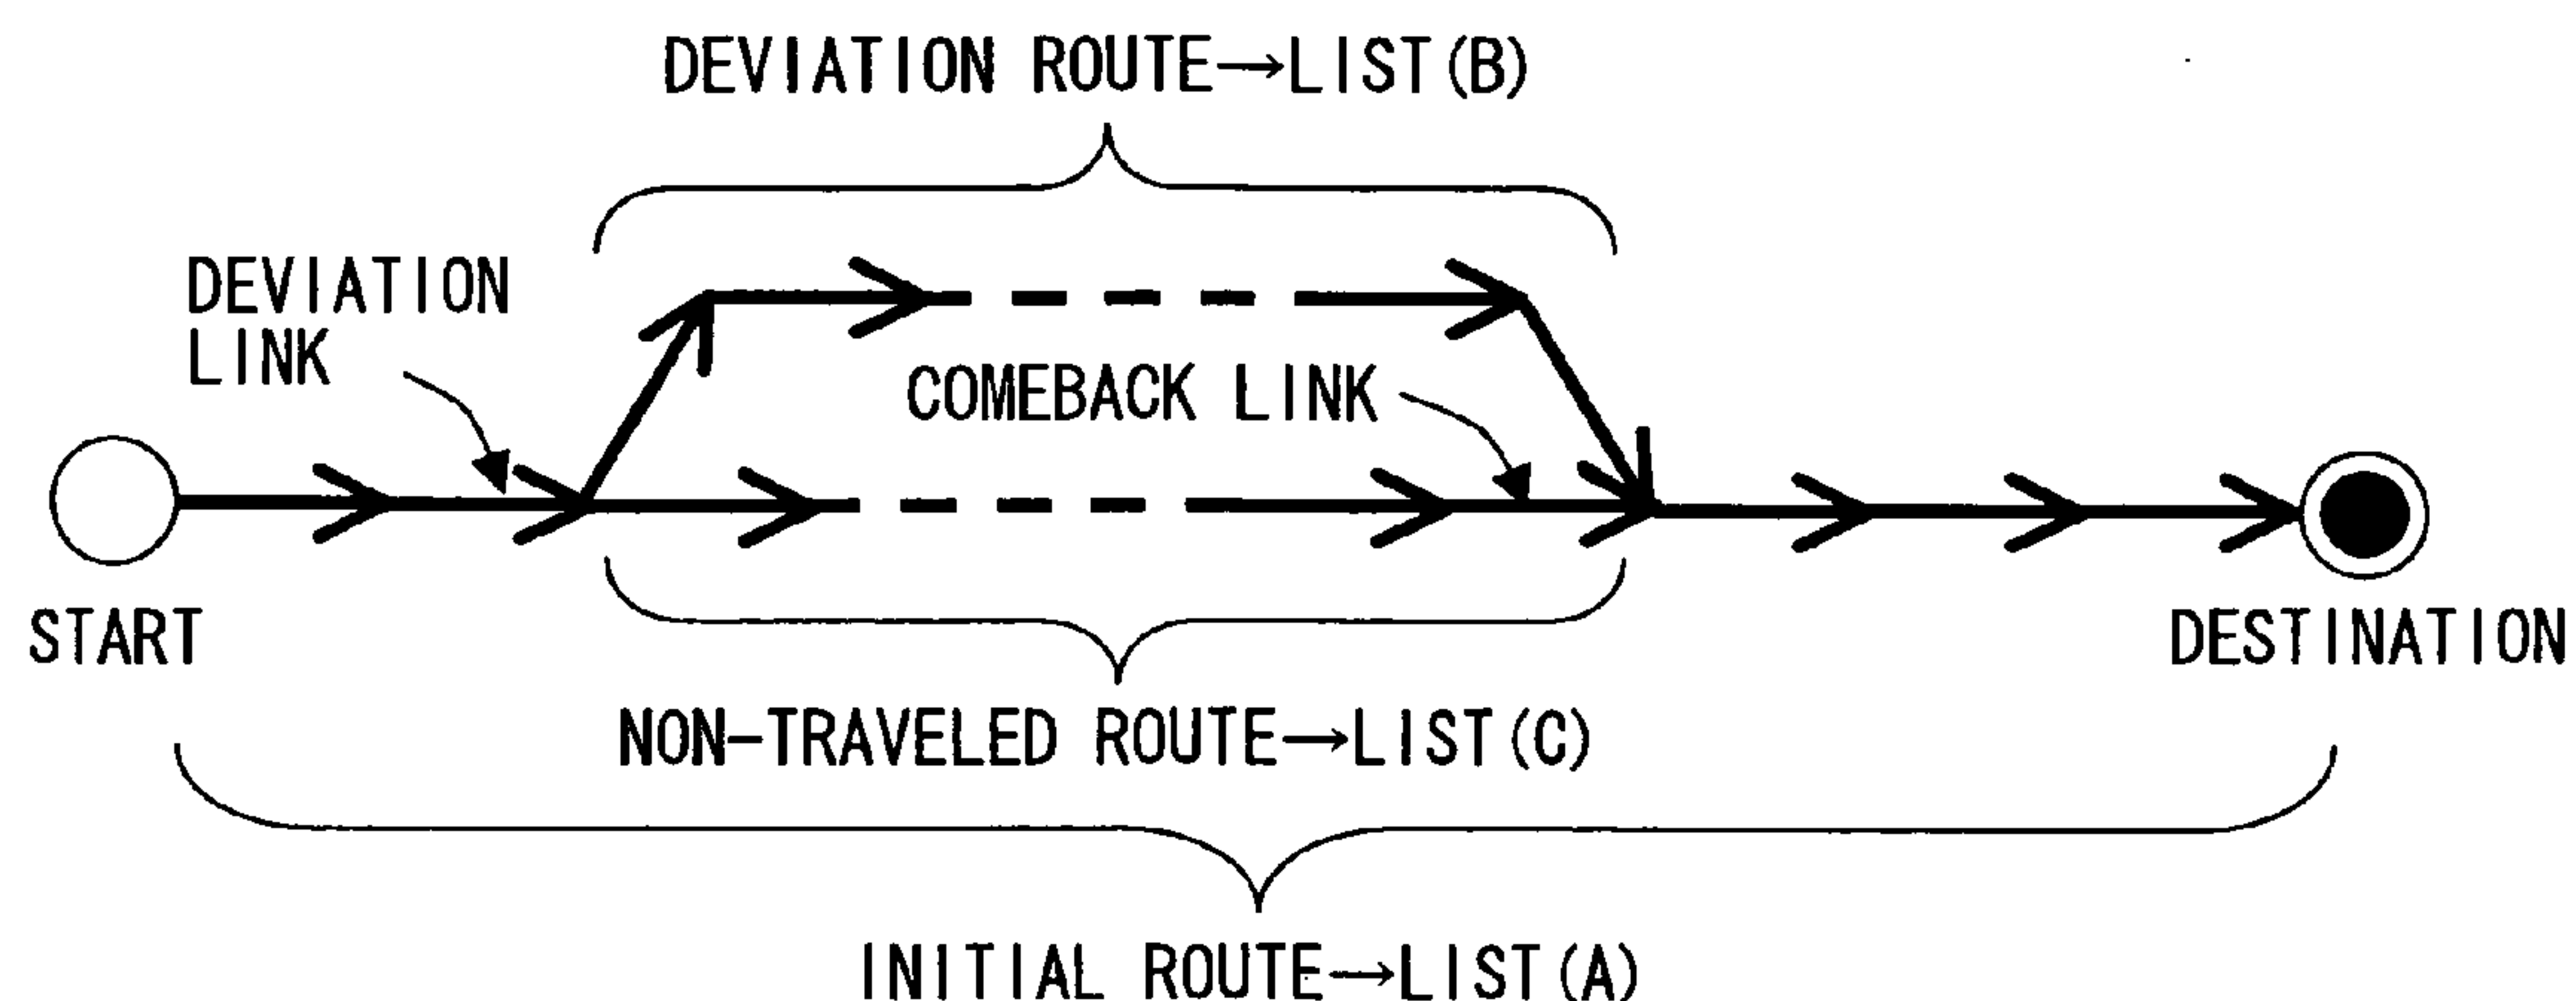 DEVIATION ROUTE→LIST(B)
DEVIATION
LINK
COMEBACK LINK
START
DESTINATION
NON-TRAVELED ROUTE→LIST(C)
INITIAL ROUTE→LIST(A)